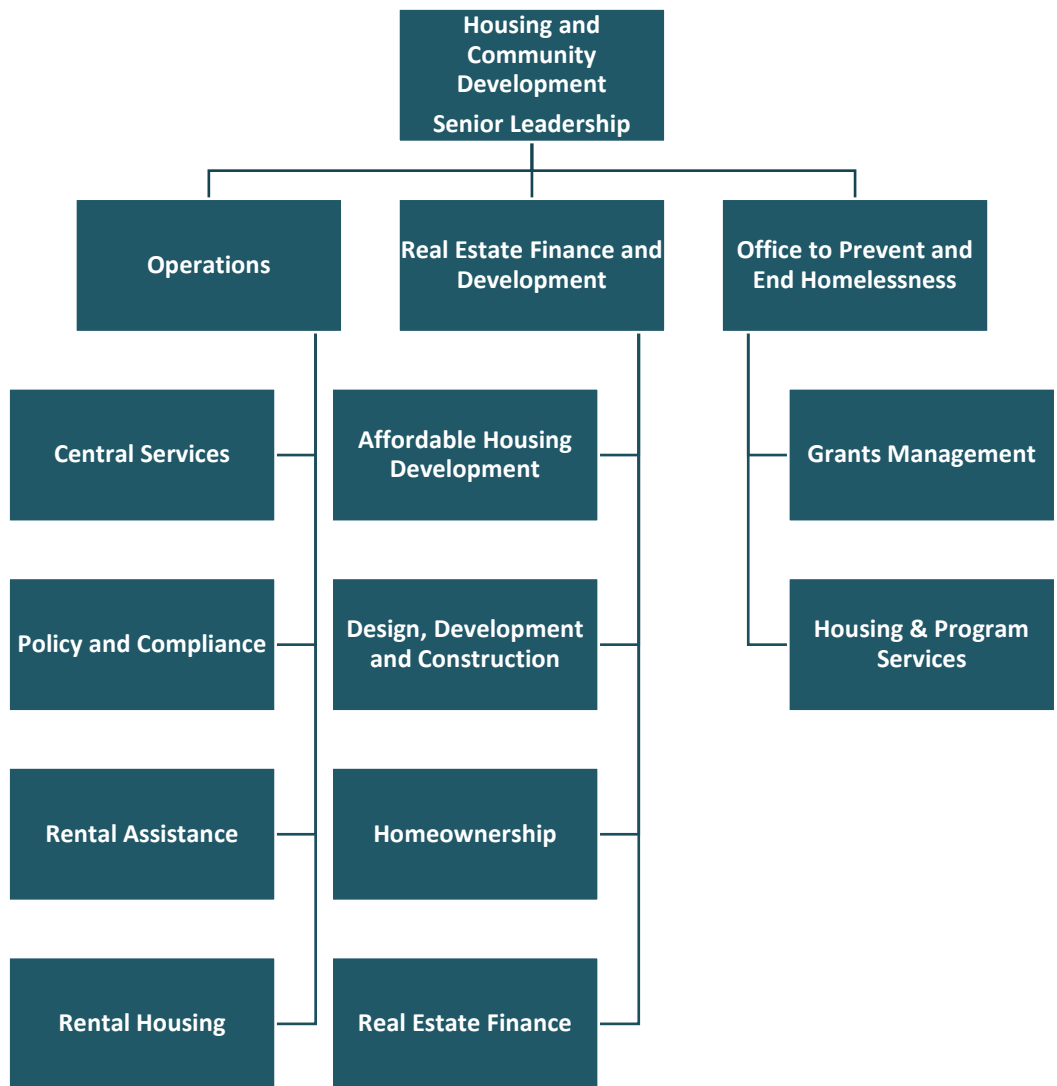 Housing and
Community
Development
Senior Leadership
Operations
Real Estate Finance and
Development
Office to Prevent and
End Homelessness
Central Services
Affordable Housing
Development
Grants Management
Policy and Compliance
Design, Development
and Construction
Housing & Program
Services
Rental Assistance
Homeownership
Rental Housing
Real Estate Finance